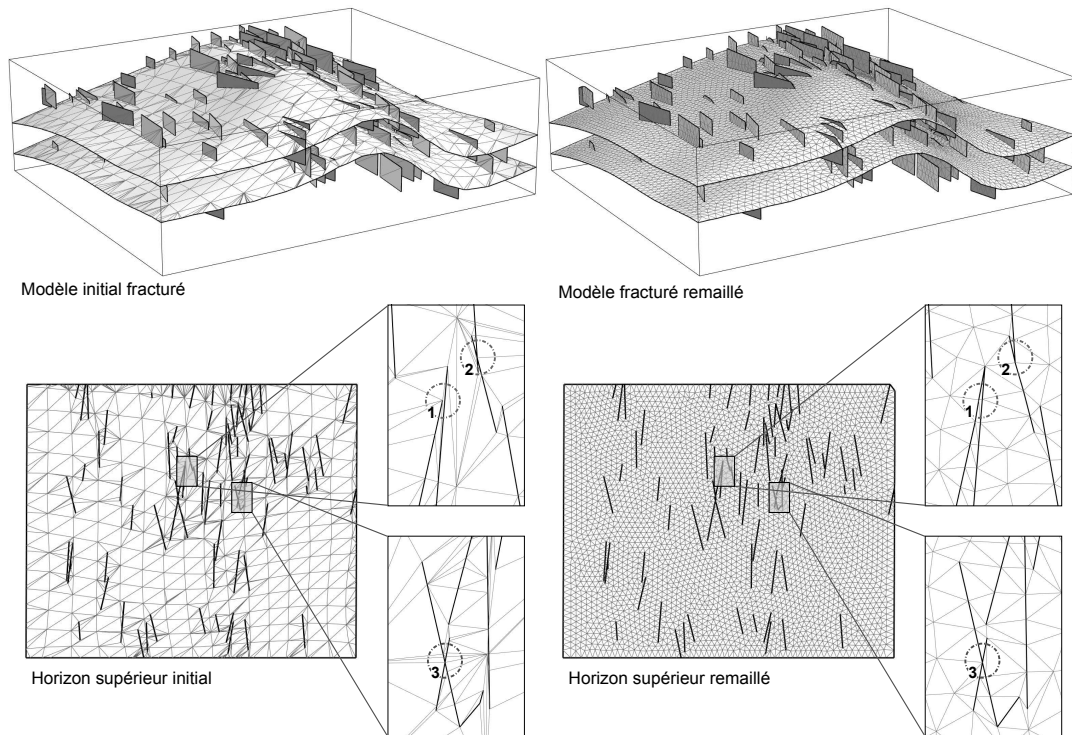 Modèle initial fracturé
Modèle fracturé remaillé
2
1
2
1
3
3
Horizon supérieur initial
Horizon supérieur remaillé